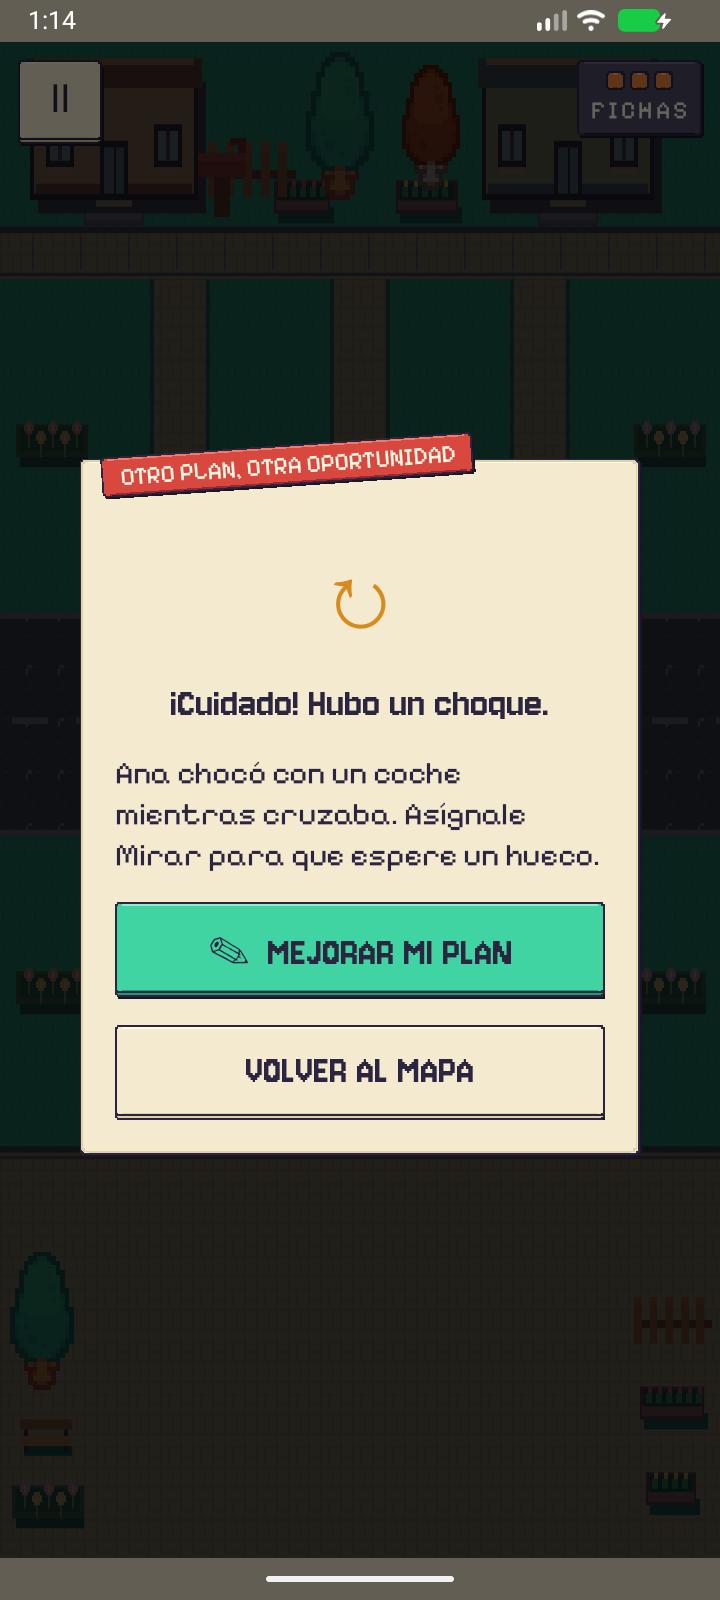 1:14
FICHAS
OTRO PLAN, OTRA OPORTUNIDAD
¡Cuidado! Hubo un choque.
Ana chocó con un coche
mientras cruzaba. Asígnale
Mirar para que espere un hueco.
MEJORAR MI PLAN
VOLVER AL MAPA